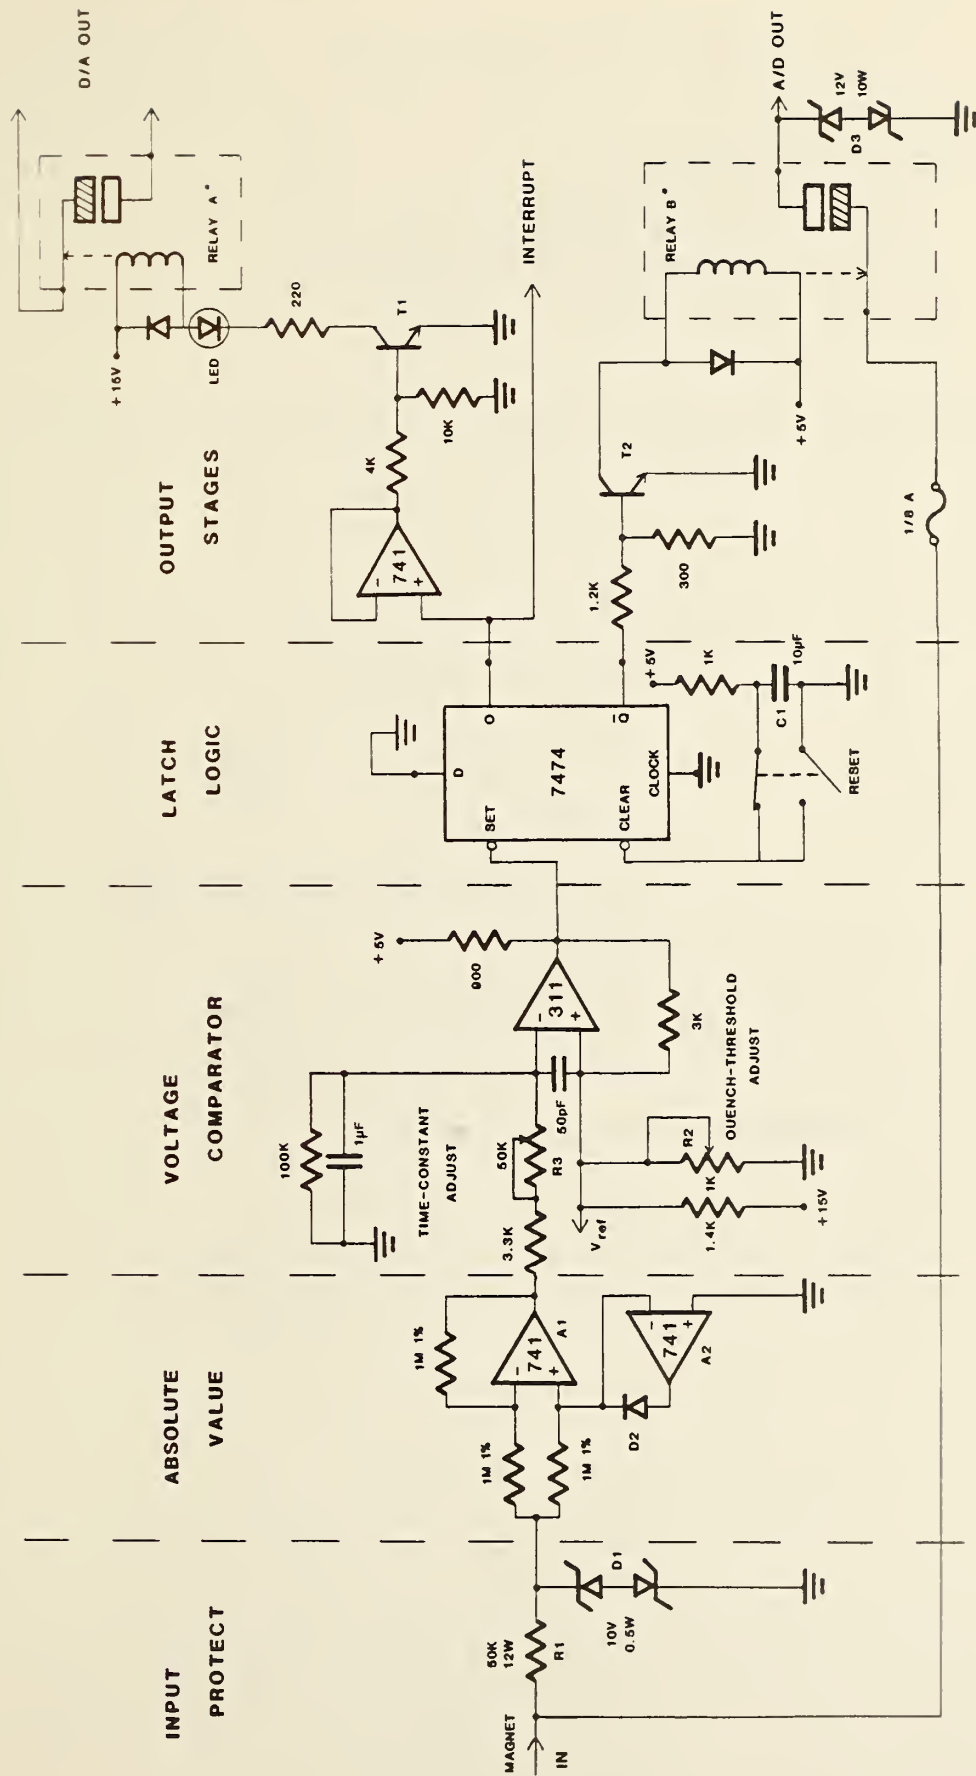 INPUT
PROTECT
ABSOLUTE
VALUE
VOLTAGE
COMPARATOR
LATCH
LOGIC
OUTPUT
STAGES
MAGNET
IN
50K
12W
R1
10V
0.5W
D1
1M 1%
1M 1%
1M 1%
741
-
+
A1
D2
741
-
+
A2
100K
1µF
TIME-CONSTANT
ADJUST
3.3K
50K
R3
50pF
Vref
1.4K
+15V
R2
1K
QUENCH-THRESHOLD
ADJUST
3K
311
-
+
900
+5V
D
SET
7474
CLEAR
CLOCK
Q
Q̅
+5V
1K
C1
10µF
RESET
741
-
+
4K
10K
T1
220
LED
+15V
RELAY A*
D/A OUT
INTERRUPT
1.2K
300
T2
+5V
RELAY B*
1/8 A
A/D OUT
12V
10W
D3